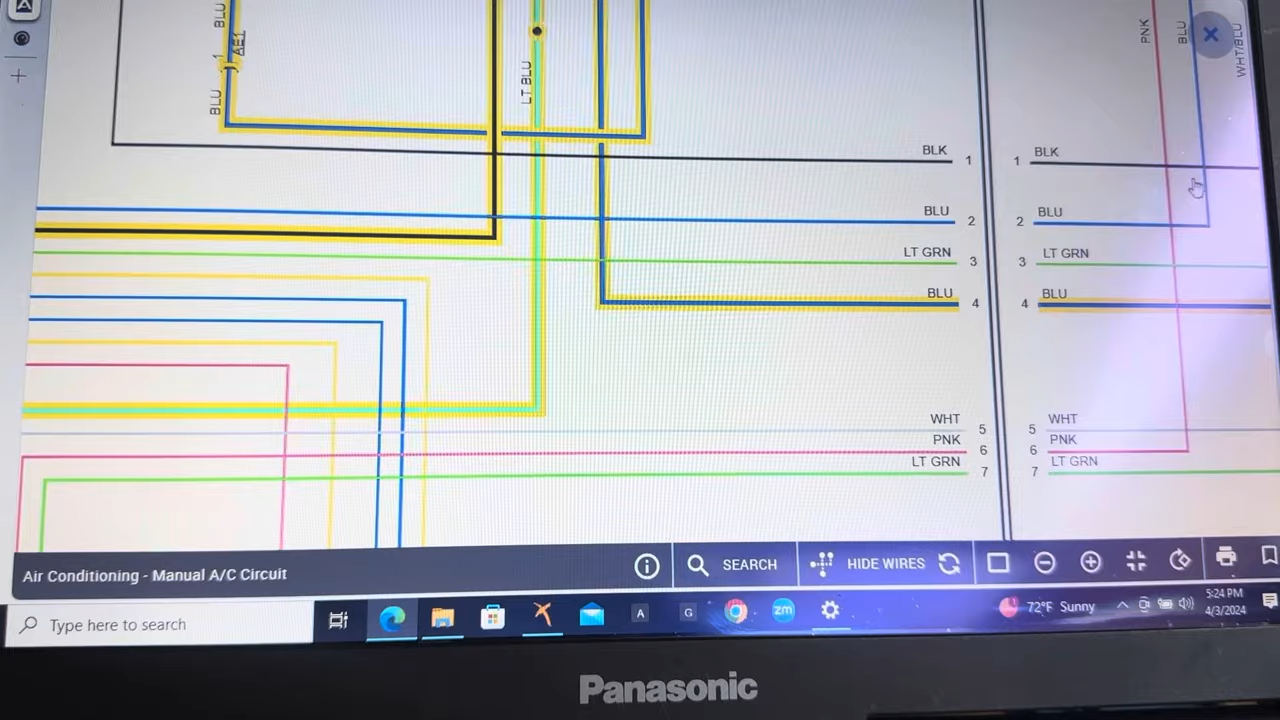 BLU
1
AE1
BLU
LT BLU
PNK
BLU
WHT/BLU
BLK 1
1 BLK
BLU 2
2 BLU
LT GRN 3
3 LT GRN
BLU 4
4 BLU
WHT 5
5 WHT
PNK 6
6 PNK
LT GRN 7
7 LT GRN
Air Conditioning - Manual A/C Circuit
SEARCH
HIDE WIRES
Type here to search
A
G
zm
72°F Sunny
5:24 PM
4/3/2024
Panasonic